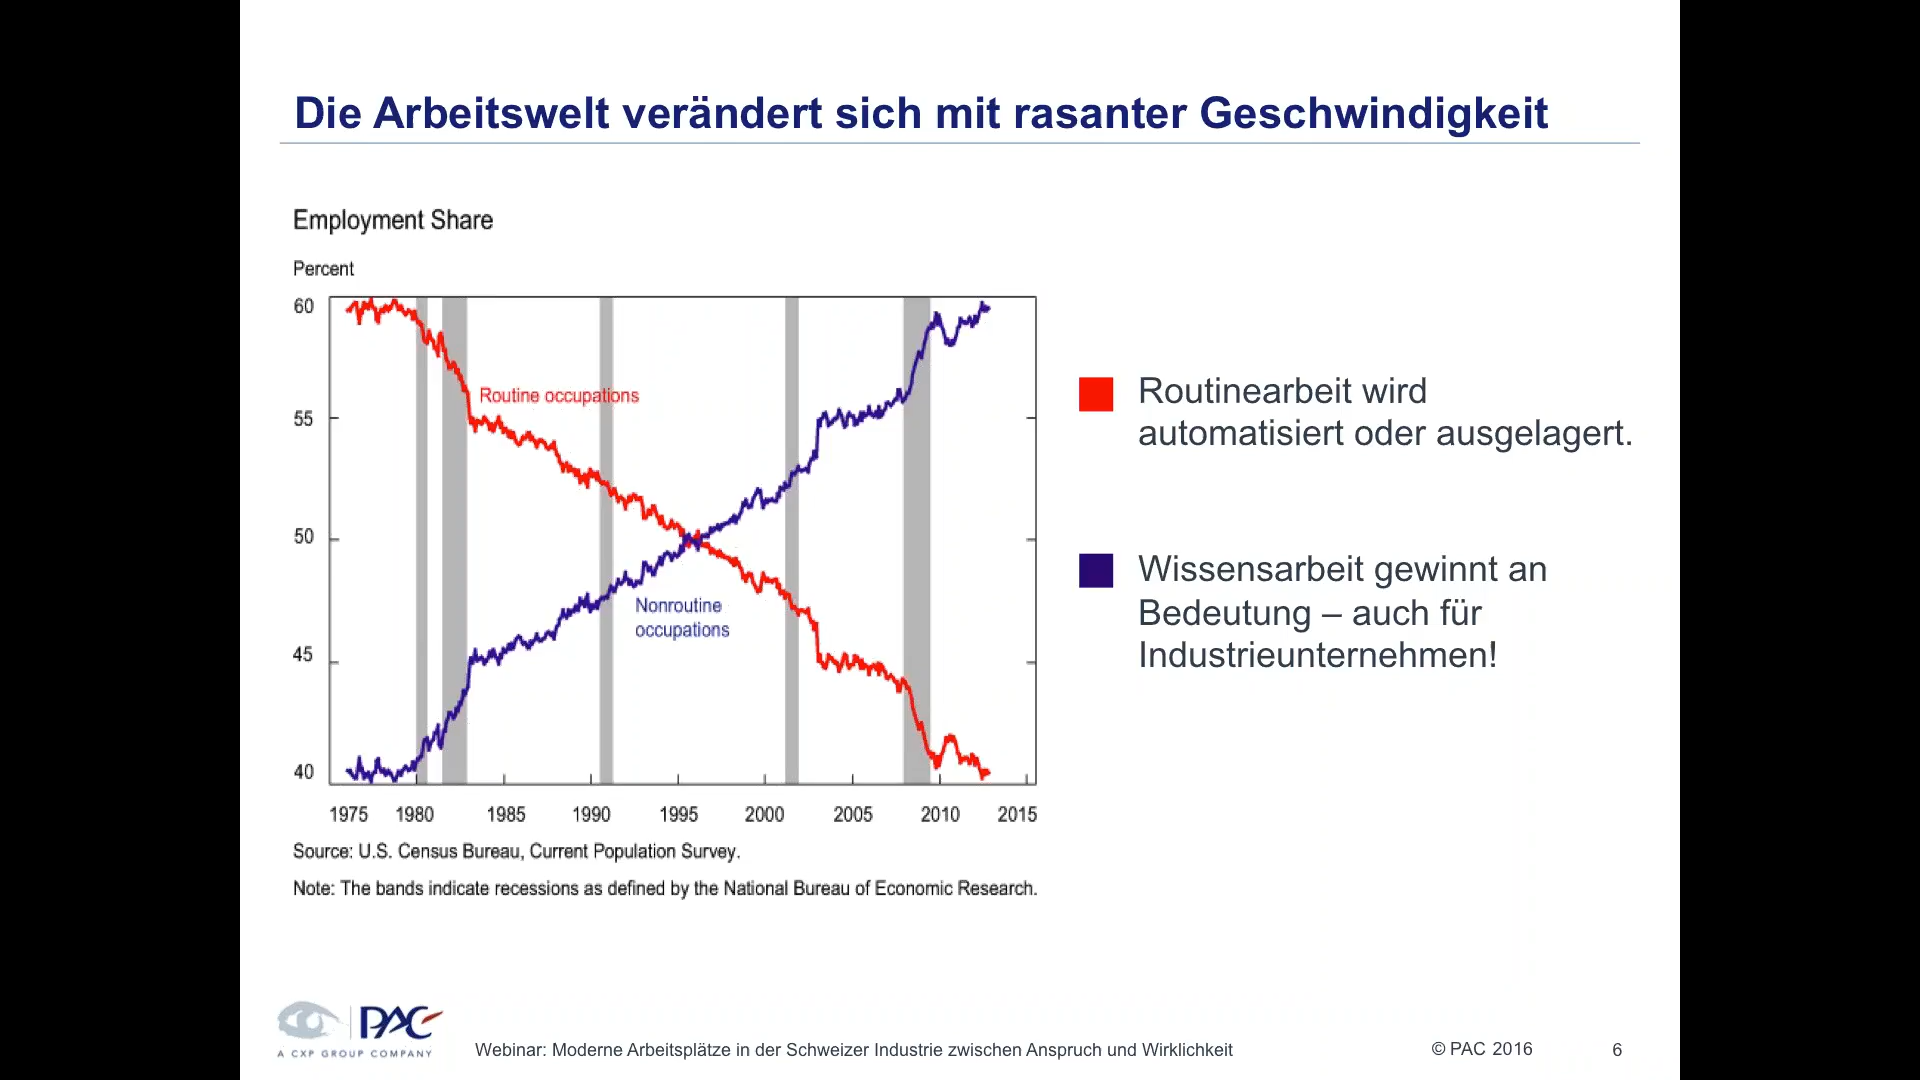 Die Arbeitswelt verändert sich mit rasanter Geschwindigkeit
Employment Share
Percent
60
55
50
45
40
Routine occupations
Nonroutine
occupations
1975 1980 1985 1990 1995 2000 2005 2010 2015
Source: U.S. Census Bureau, Current Population Survey.
Note: The bands indicate recessions as defined by the National Bureau of Economic Research.
Routinearbeit wird
automatisiert oder ausgelagert.
Wissensarbeit gewinnt an
Bedeutung – auch für
Industrieunternehmen!
PAC
A CXP GROUP COMPANY
Webinar: Moderne Arbeitsplätze in der Schweizer Industrie zwischen Anspruch und Wirklichkeit
© PAC 2016
6